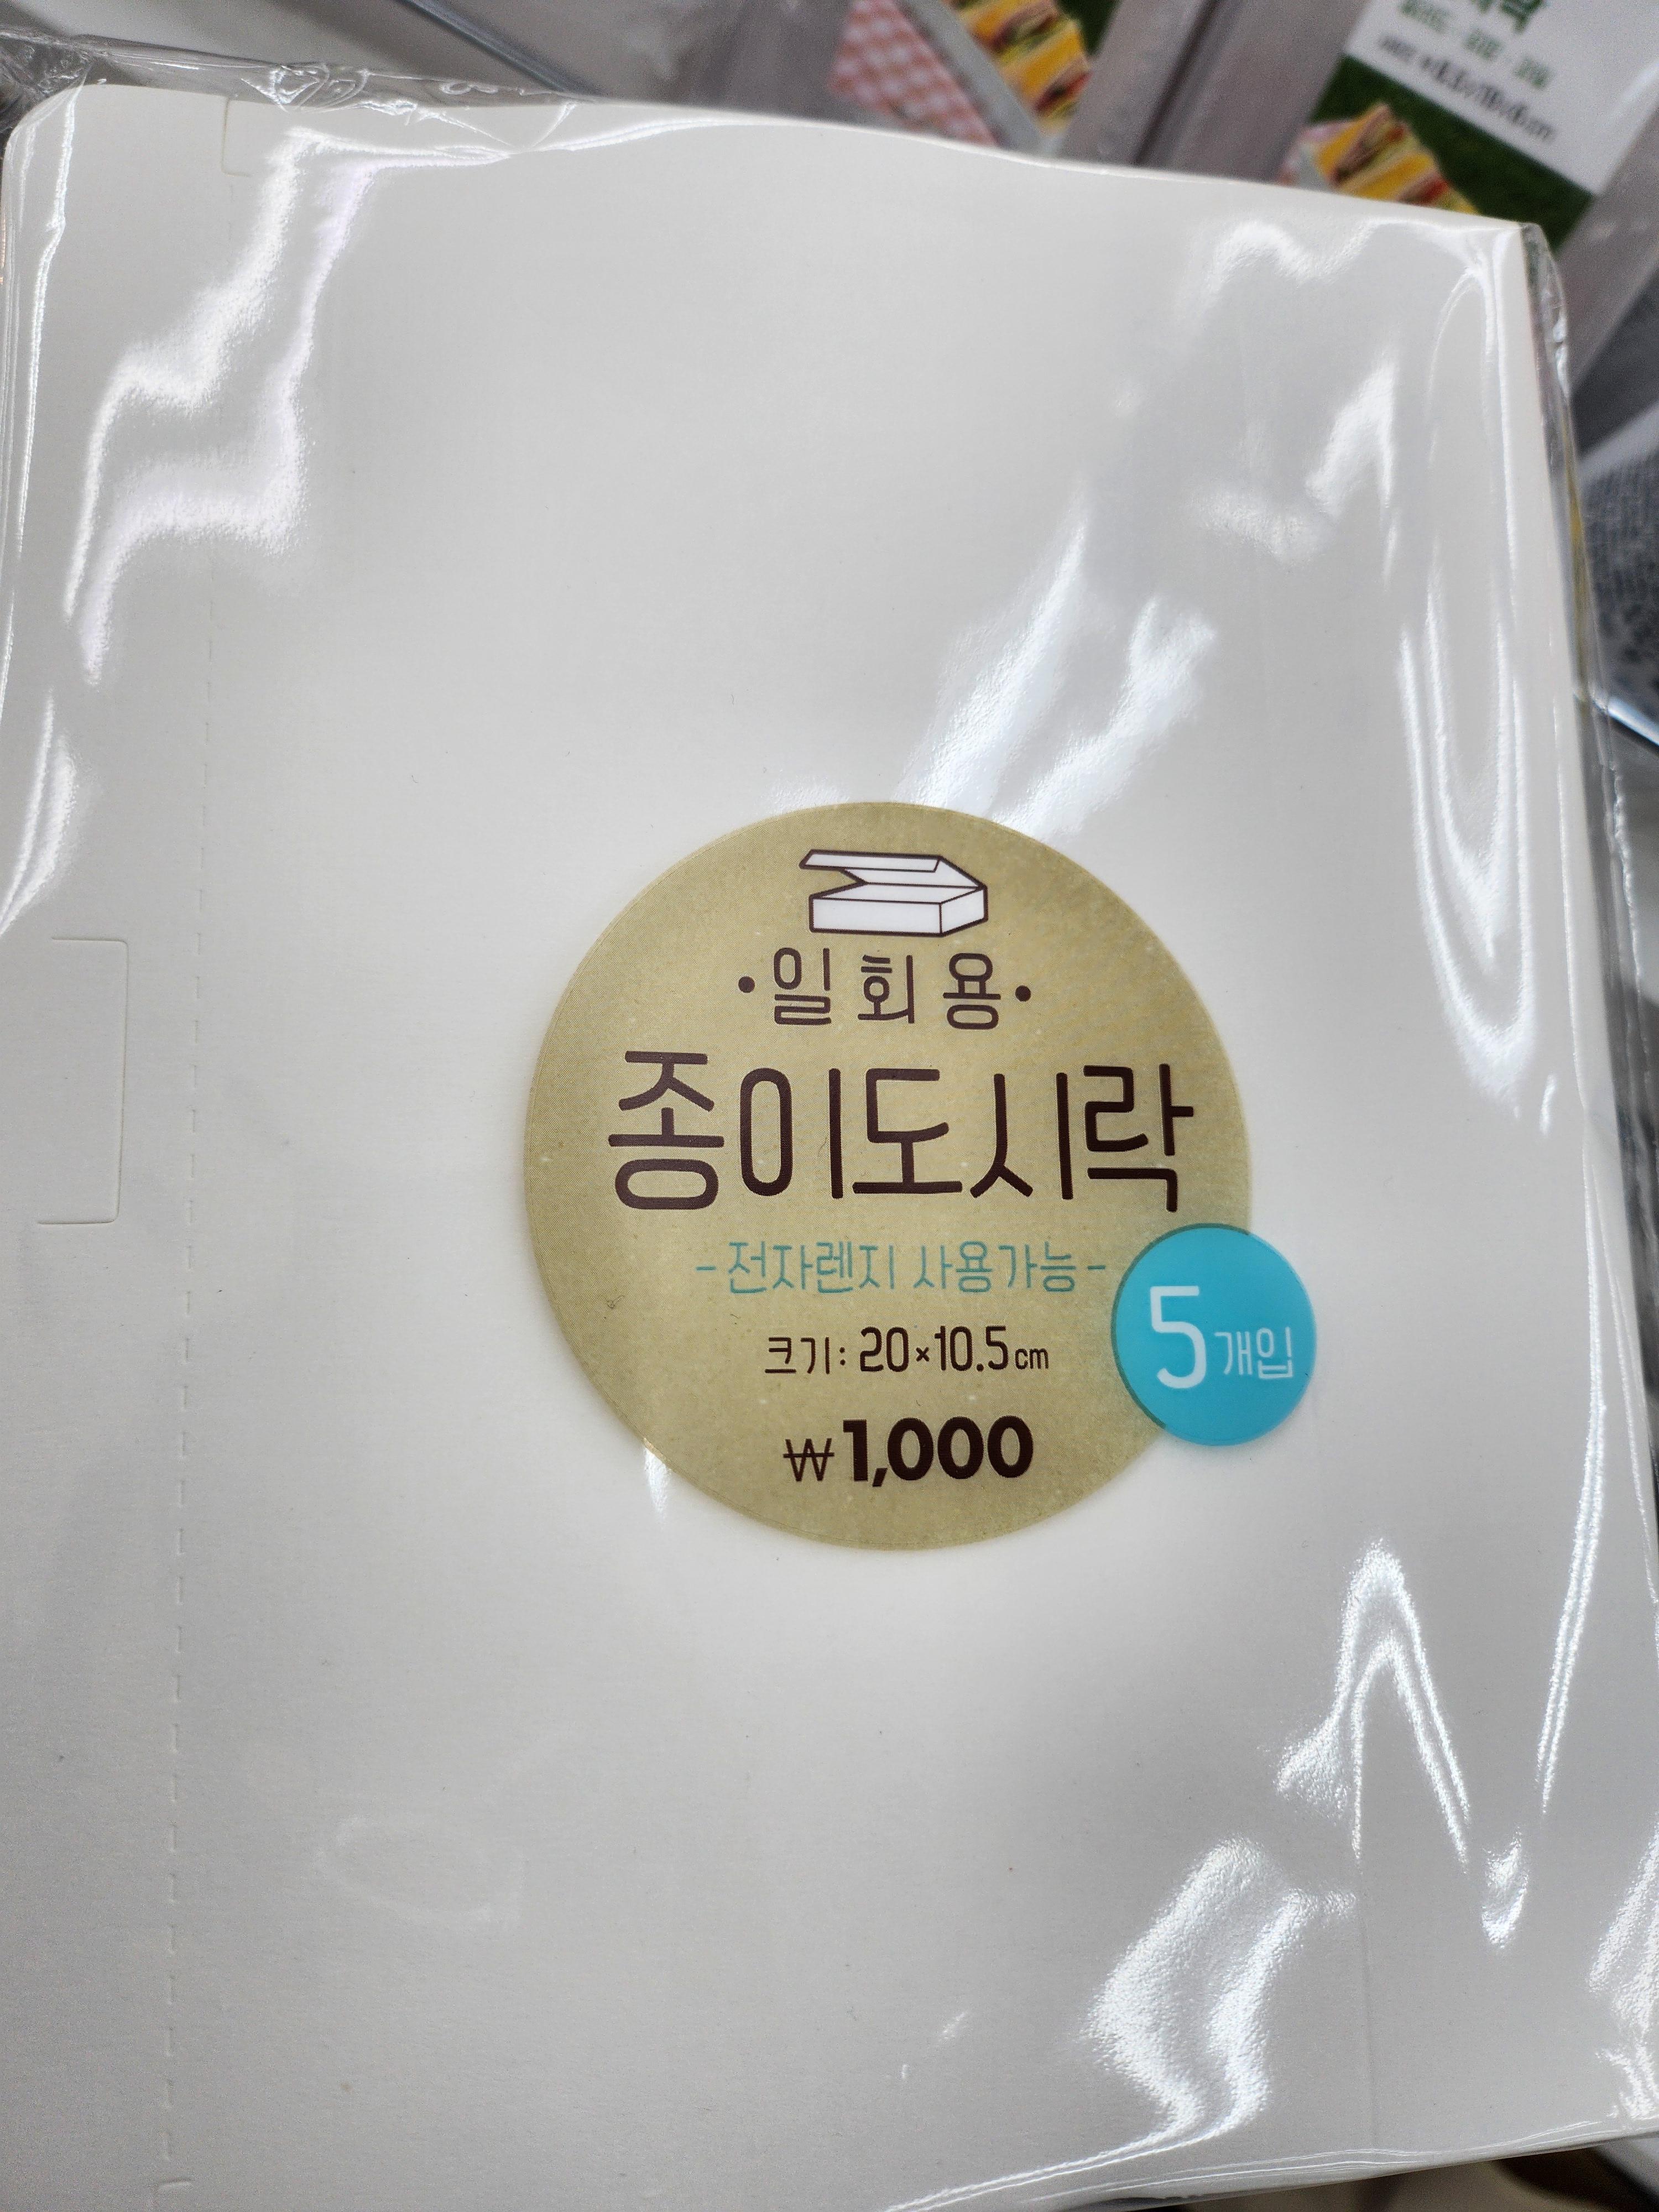 ·일회용·
종이도시락
-전자렌지 사용가능-
크기: 20×10.5cm
₩1,000
5개입